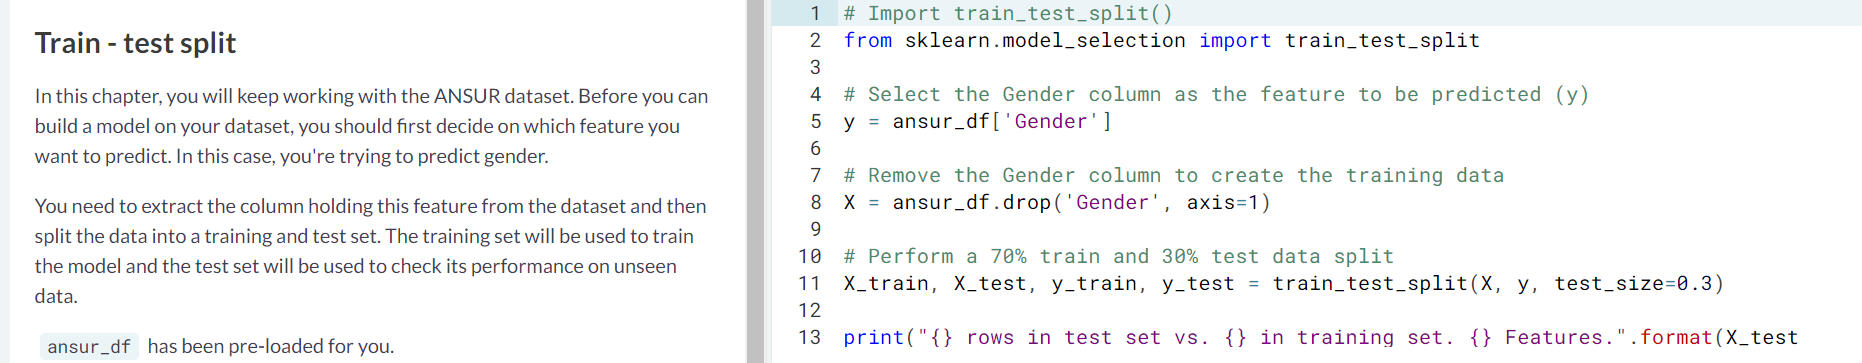 Train - test split
In this chapter, you will keep working with the ANSUR dataset. Before you can
build a model on your dataset, you should first decide on which feature you
want to predict. In this case, you're trying to predict gender.
You need to extract the column holding this feature from the dataset and then
split the data into a training and test set. The training set will be used to train
the model and the test set will be used to check its performance on unseen
data.
ansur_df has been pre-loaded for you.
1 # Import train_test_split()
2 from sklearn.model_selection import train_test_split
3
4 # Select the Gender column as the feature to be predicted (y)
5 y = ansur_df['Gender']
6
7 # Remove the Gender column to create the training data
8 X = ansur_df.drop('Gender', axis=1)
9
10 # Perform a 70% train and 30% test data split
11 X_train, X_test, y_train, y_test = train_test_split(X, y, test_size=0.3)
12
13 print("{} rows in test set vs. {} in training set. {} Features.".format(X_test